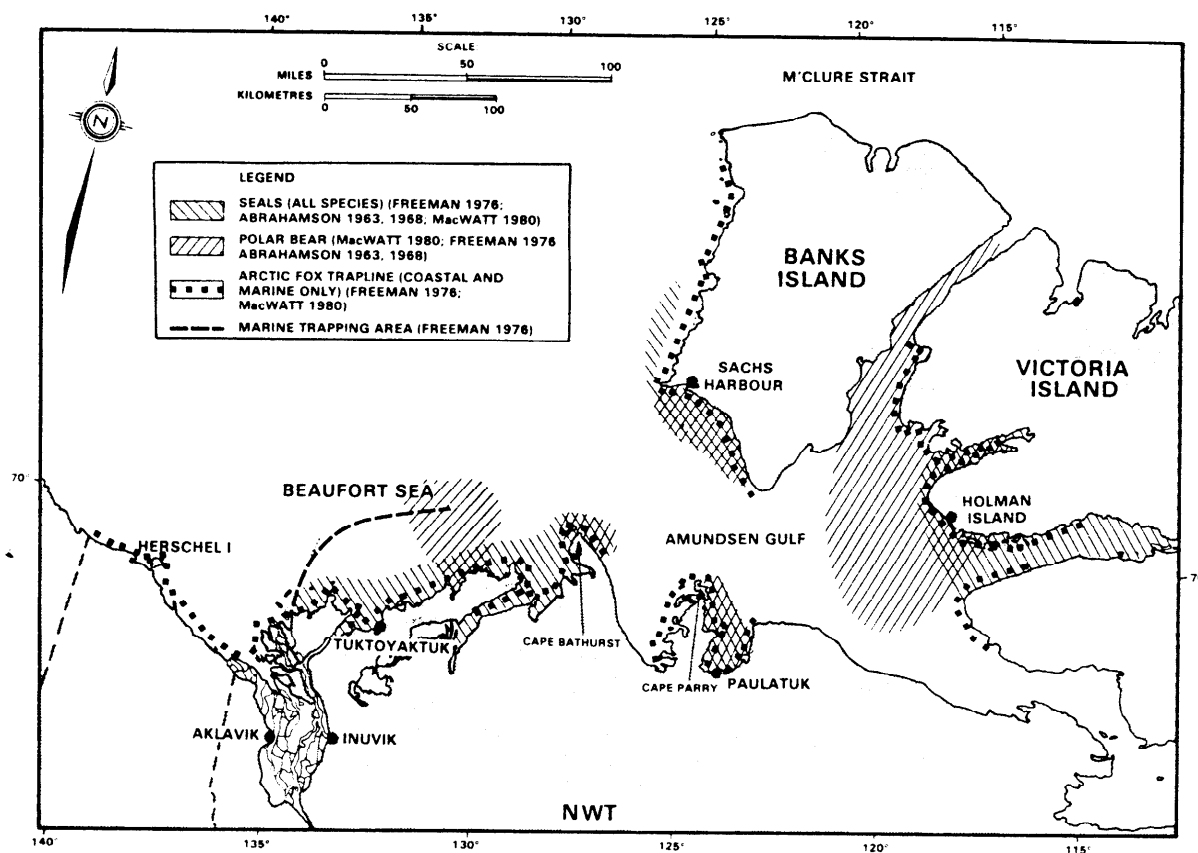 140° 135° 130° 125° 120° 115°
SCALE
0 50 100
MILES
KILOMETRES
0 50 100
M'CLURE STRAIT
N
LEGEND
SEALS (ALL SPECIES) (FREEMAN 1976;
ABRAHAMSON 1963, 1968; MacWATT 1980)
POLAR BEAR (MacWATT 1980; FREEMAN 1976
ABRAHAMSON 1963, 1968)
ARCTIC FOX TRAPLINE (COASTAL AND
MARINE ONLY) (FREEMAN 1976;
MacWATT 1980)
MARINE TRAPPING AREA (FREEMAN 1976)
BANKS
ISLAND
SACHS
HARBOUR
VICTORIA
ISLAND
70°
BEAUFORT SEA
HOLMAN
ISLAND
AMUNDSEN GULF
HERSCHEL I
TUKTOYAKTUK
CAPE BATHURST
CAPE PARRY
PAULATUK
AKLAVIK
INUVIK
NWT
140° 135° 130° 125° 120° 115°